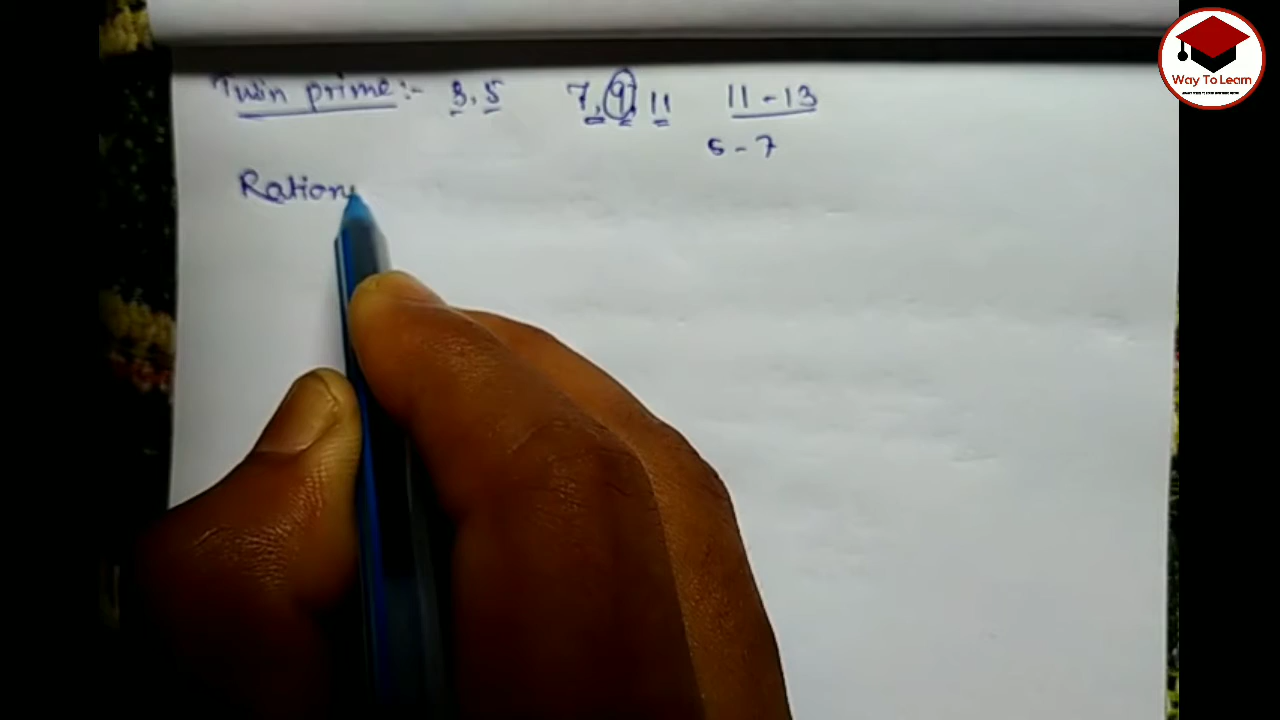 Twin prime :- 3, 5 7, 9, 11 11 - 13
5 - 7
Ration
Way To Learn